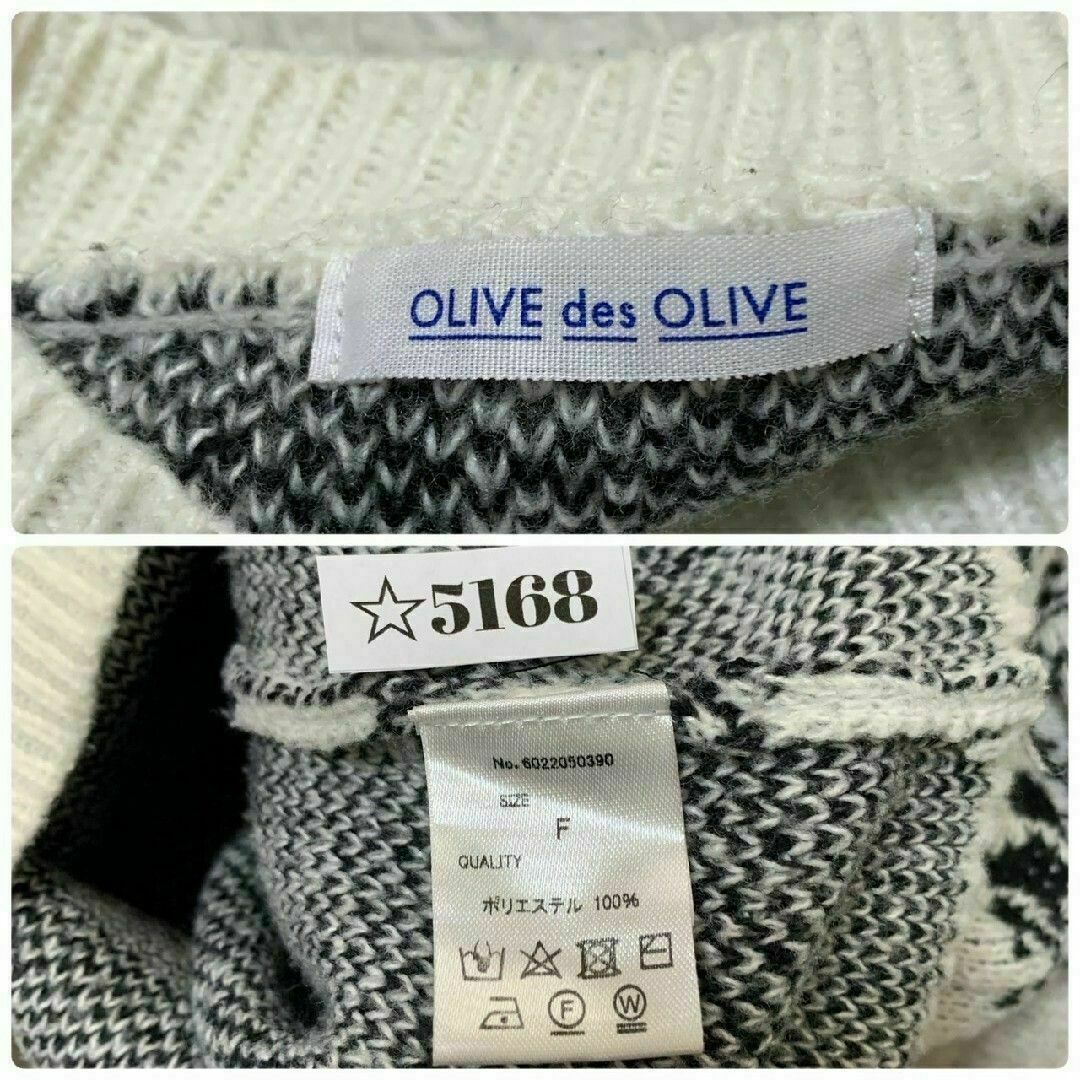 OLIVE des OLIVE
☆5168
No. 6022050390
SIZE
F
QUALITY
ポリエステル 100%
F
W